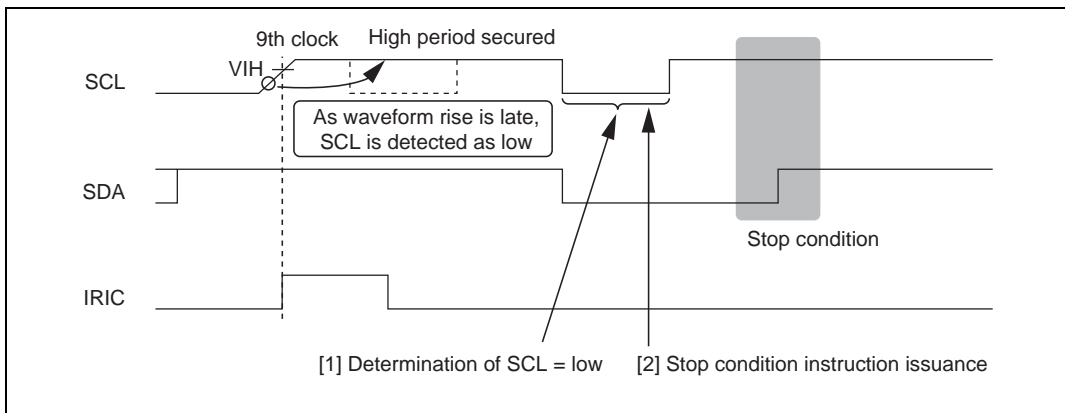 9th clock
High period secured
VIH
SCL
As waveform rise is late,
SCL is detected as low
SDA
Stop condition
IRIC
[1] Determination of SCL = low
[2] Stop condition instruction issuance